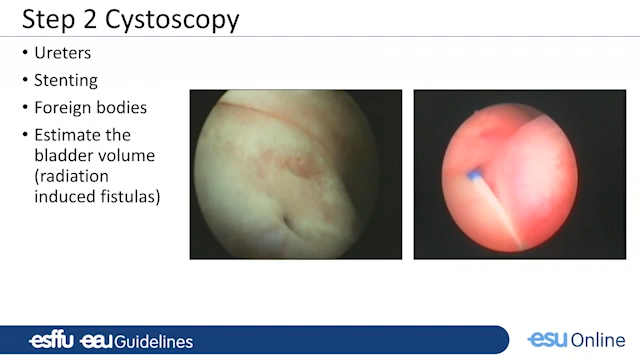 Step 2 Cystoscopy
• Ureters
• Stenting
• Foreign bodies
• Estimate the
bladder volume
(radiation
induced fistulas)
esffu eau Guidelines
esu Online